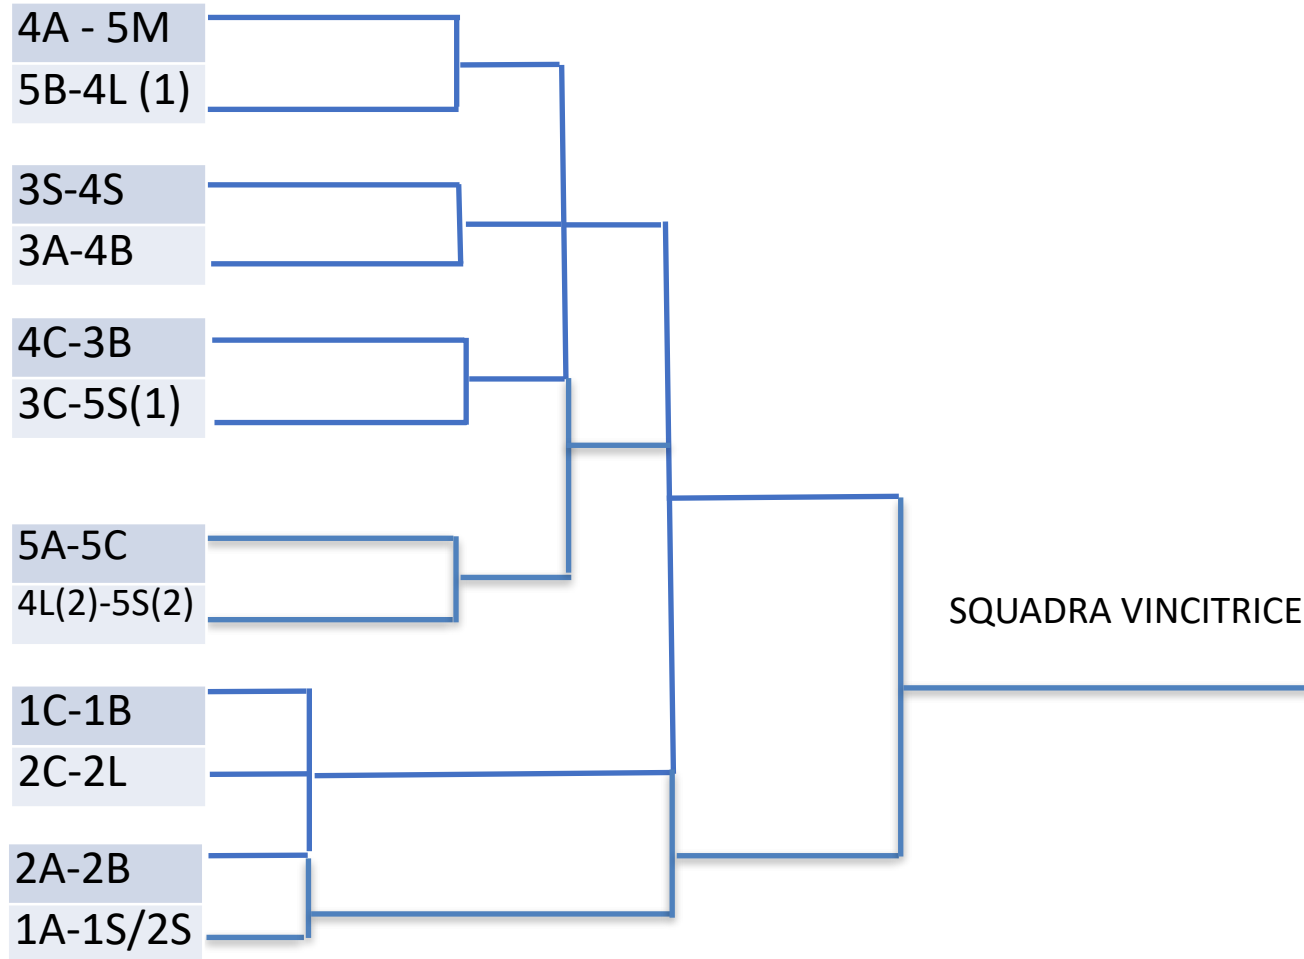 4A - 5M
5B-4L (1)
3S-4S
3A-4B
4C-3B
3C-5S(1)
5A-5C
4L(2)-5S(2)
SQUADRA VINCITRICE
1C-1B
2C-2L
2A-2B
1A-1S/2S